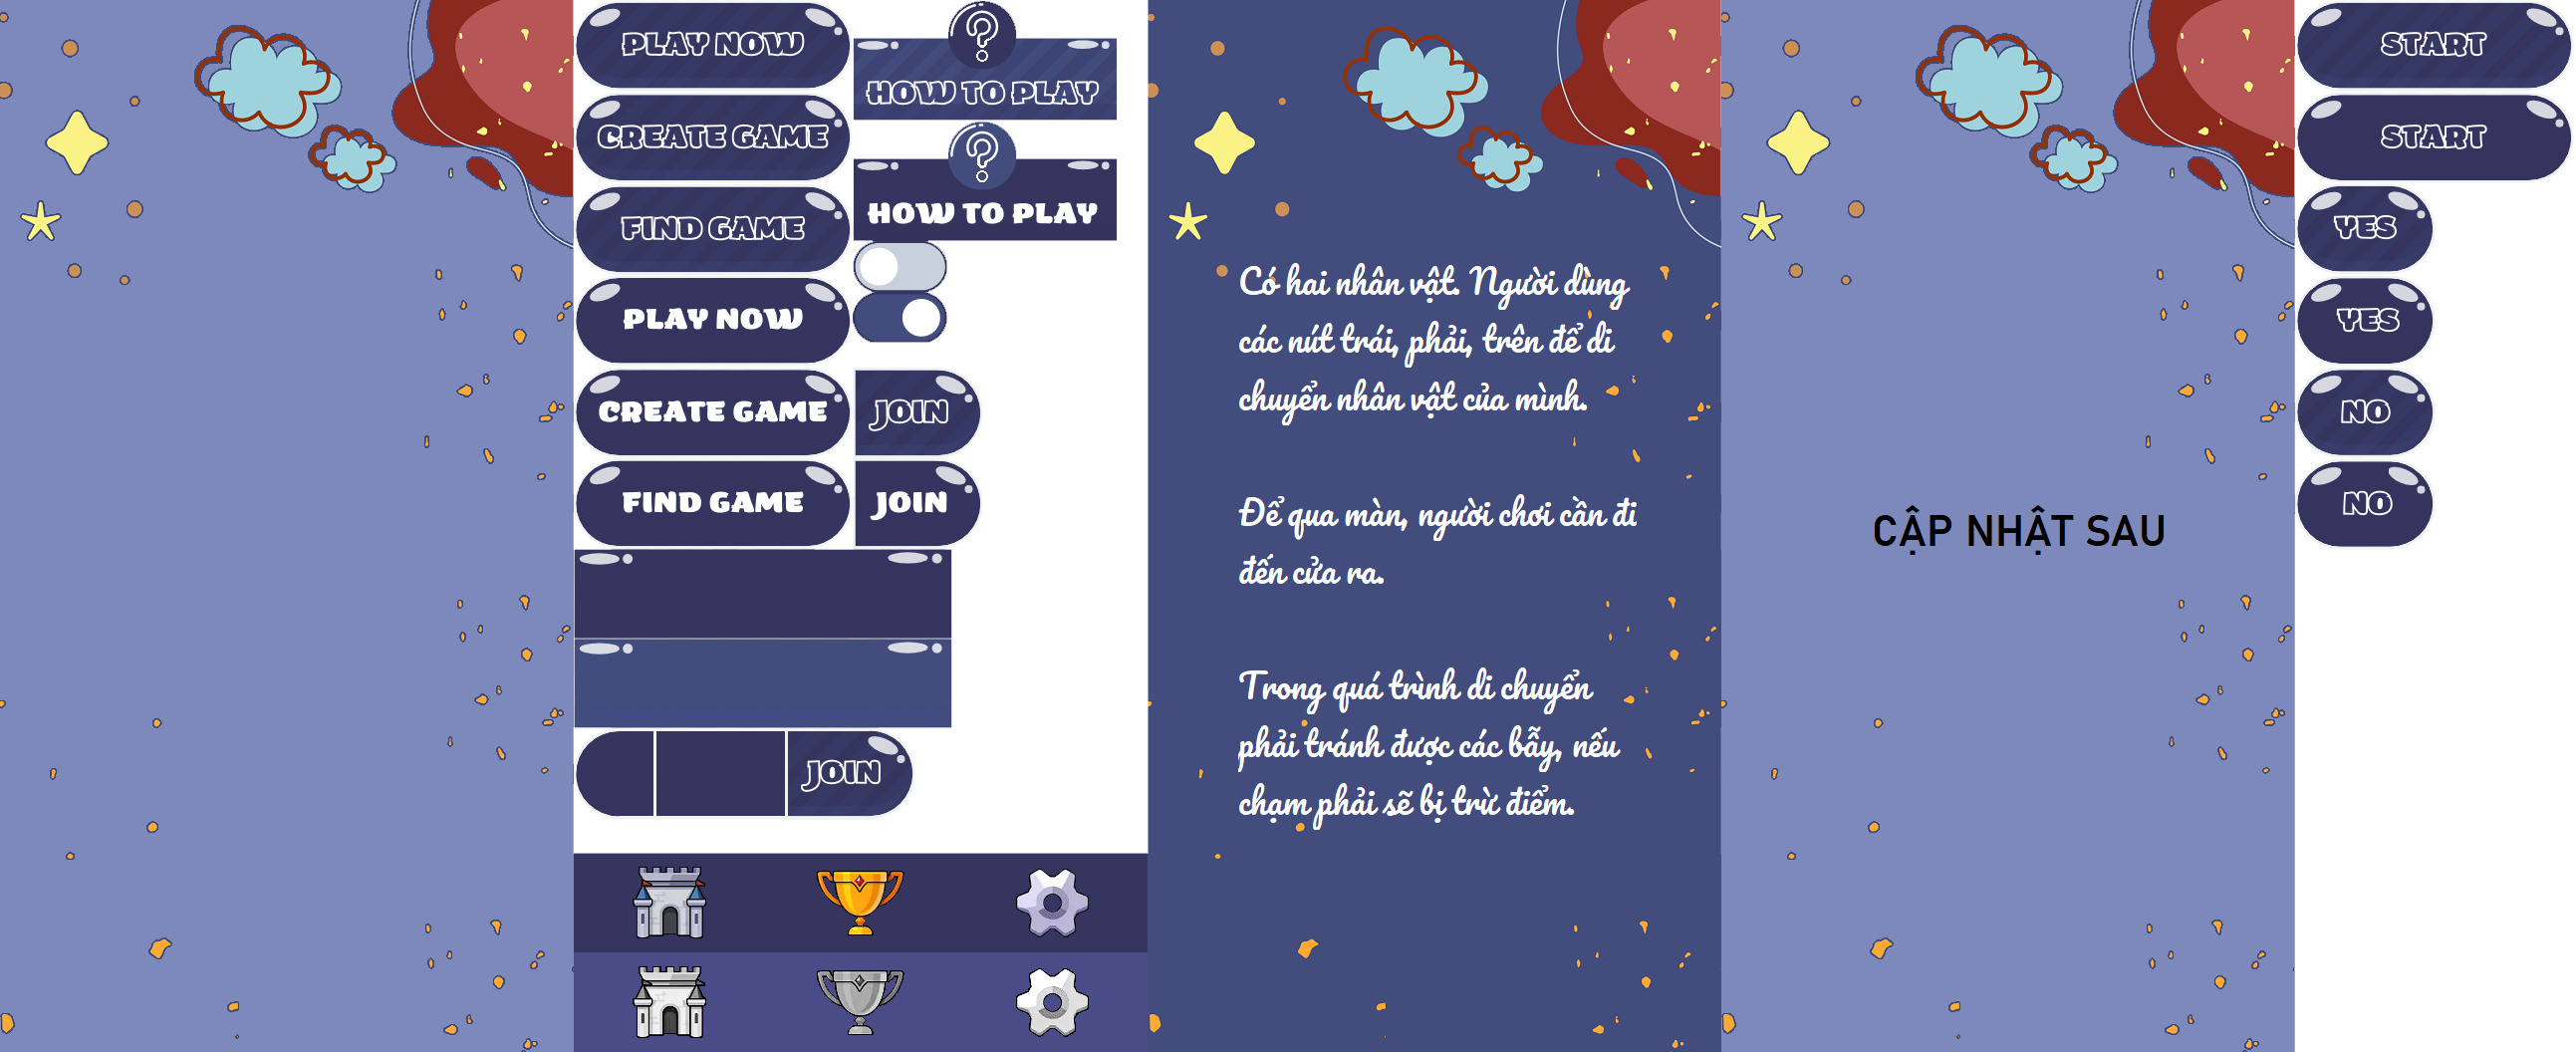 PLAY NOW
CREATE GAME
FIND GAME
PLAY NOW
CREATE GAME
FIND GAME
HOW TO PLAY
HOW TO PLAY
JOIN
JOIN
JOIN
Có hai nhân vật. Người dùng
các nút trái, phải, trên để di
chuyển nhân vật của mình.
Để qua màn, người chơi cần đi
đến cửa ra.
Trong quá trình di chuyển
phải tránh được các bẫy, nếu
chạm phải sẽ bị trừ điểm.
CẬP NHẬT SAU
START
START
YES
YES
NO
NO